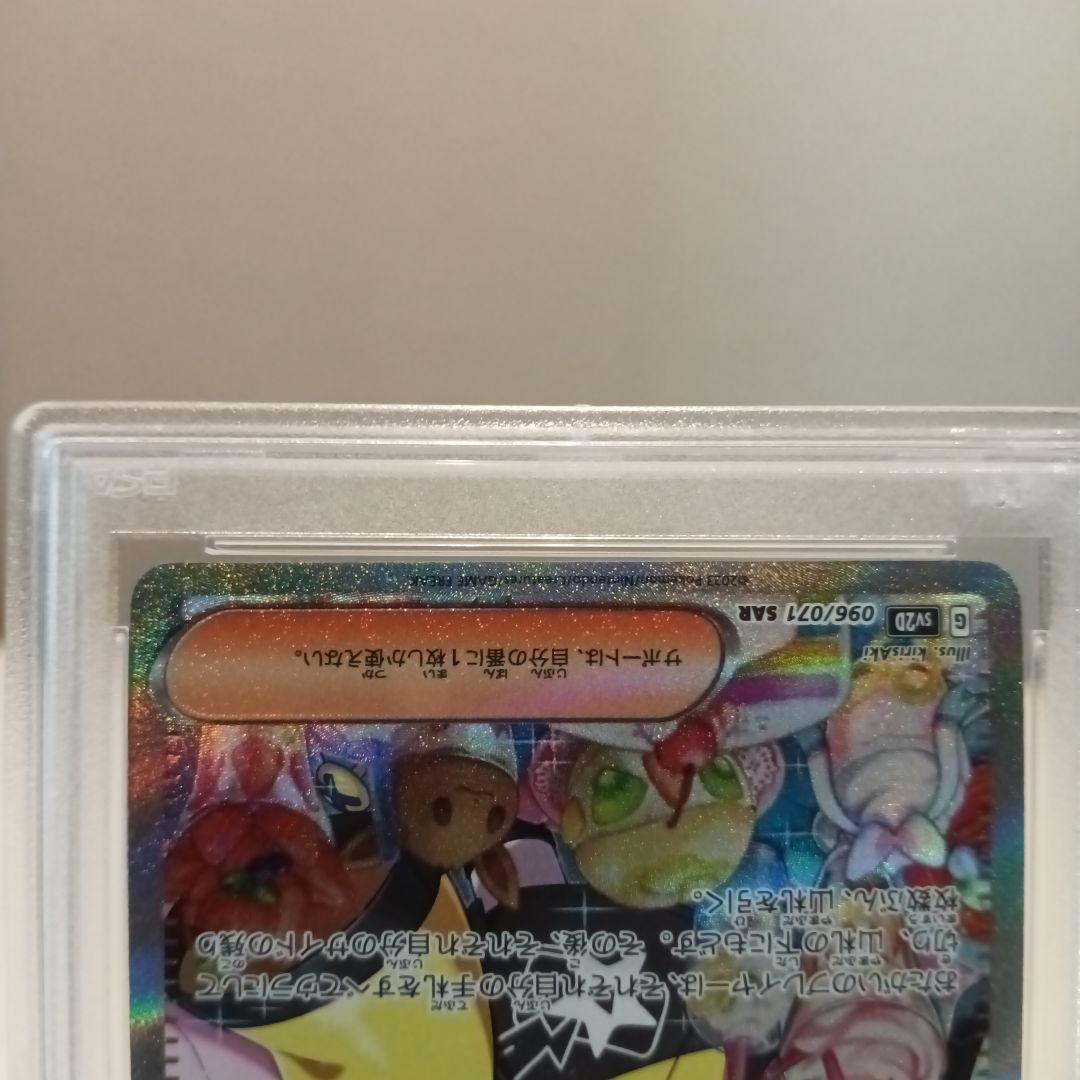 おたがいのプレイヤーは、それぞれ自分の手札をすべてウラにして
切り、山札の下にもどす。その後、それぞれ自分のサイドの残り
枚数ぶん、山札を引く。
サポートは、自分の番に1枚しか使えない。
Illus. kirisAki
G SV2D 096/071 SAR
©2023 Pokémon/Nintendo/Creatures/GAME FREAK
PSA